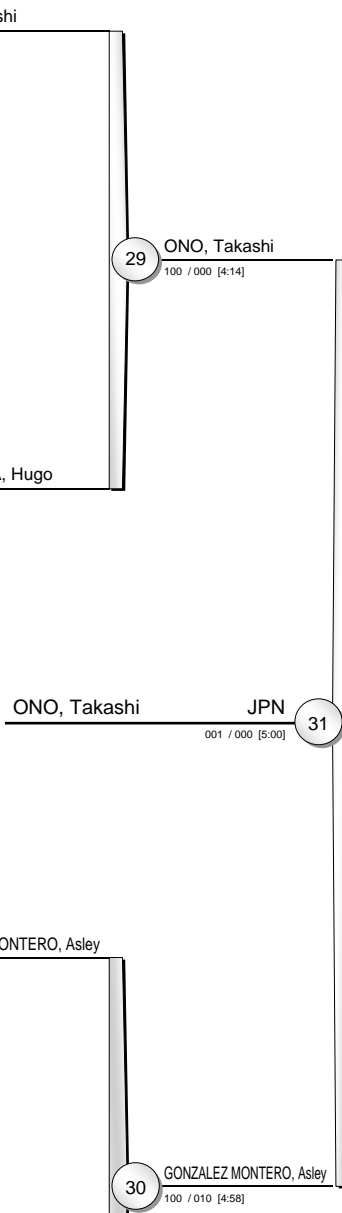 29
ONO, Takashi
100 / 000 [4:14]
, Hugo
ONO, Takashi JPN
31
001 / 000 [5:00]
GONZALEZ MONTERO, Asley
30
100 / 010 [4:58]